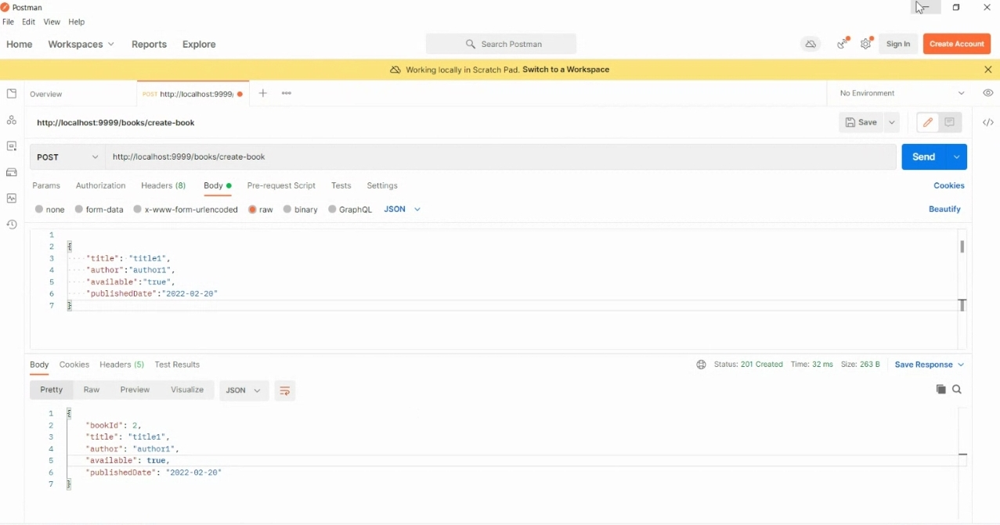 Postman
File Edit View Help
Home Workspaces Reports Explore Search Postman Sign In Create Account
Working locally in Scratch Pad. Switch to a Workspace
Overview POST http://localhost:9999/ No Environment
http://localhost:9999/books/create-book Save
POST http://localhost:9999/books/create-book Send
Params Authorization Headers (8) Body Pre-request Script Tests Settings Cookies
none form-data x-www-form-urlencoded raw binary GraphQL JSON Beautify
1
2 {
3 "title": "title1",
4 "author":"author1",
5 "available":"true",
6 "publishedDate":"2022-02-20"
7 }
Body Cookies Headers (5) Test Results Status: 201 Created Time: 32 ms Size: 263 B Save Response
Pretty Raw Preview Visualize JSON
1 {
2 "bookId": 2,
3 "title": "title1",
4 "author": "author1",
5 "available": true,
6 "publishedDate": "2022-02-20"
7 }